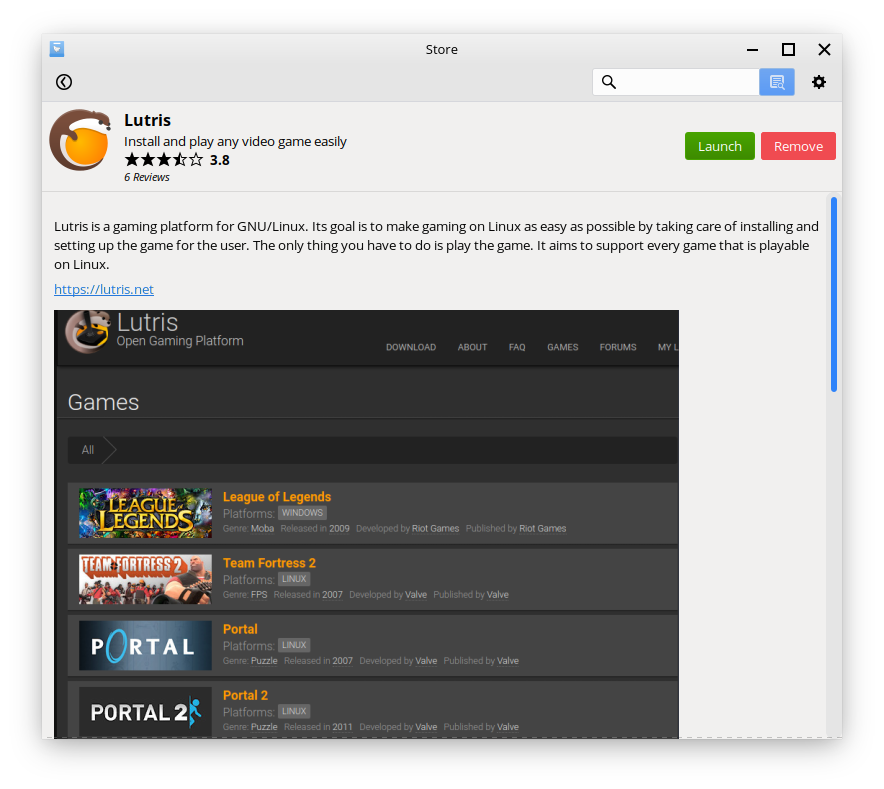 Store
Lutris
Install and play any video game easily
3.8
6 Reviews
Launch
Remove
Lutris is a gaming platform for GNU/Linux. Its goal is to make gaming on Linux as easy as possible by taking care of installing and
setting up the game for the user. The only thing you have to do is play the game. It aims to support every game that is playable
on Linux.
https://lutris.net
Lutris
Open Gaming Platform
DOWNLOAD ABOUT FAQ GAMES FORUMS MY L
Games
All
LEAGUE OF LEGENDS
League of Legends
Platforms: WINDOWS
Genre: Moba Released in 2009 Developed by Riot Games Published by Riot Games
TEAM FORTRESS 2
Team Fortress 2
Platforms: LINUX
Genre: FPS Released in 2007 Developed by Valve Published by Valve
PORTAL
Portal
Platforms: LINUX
Genre: Puzzle Released in 2007 Developed by Valve Published by Valve
PORTAL 2
Portal 2
Platforms: LINUX
Genre: Puzzle Released in 2011 Developed by Valve Published by Valve